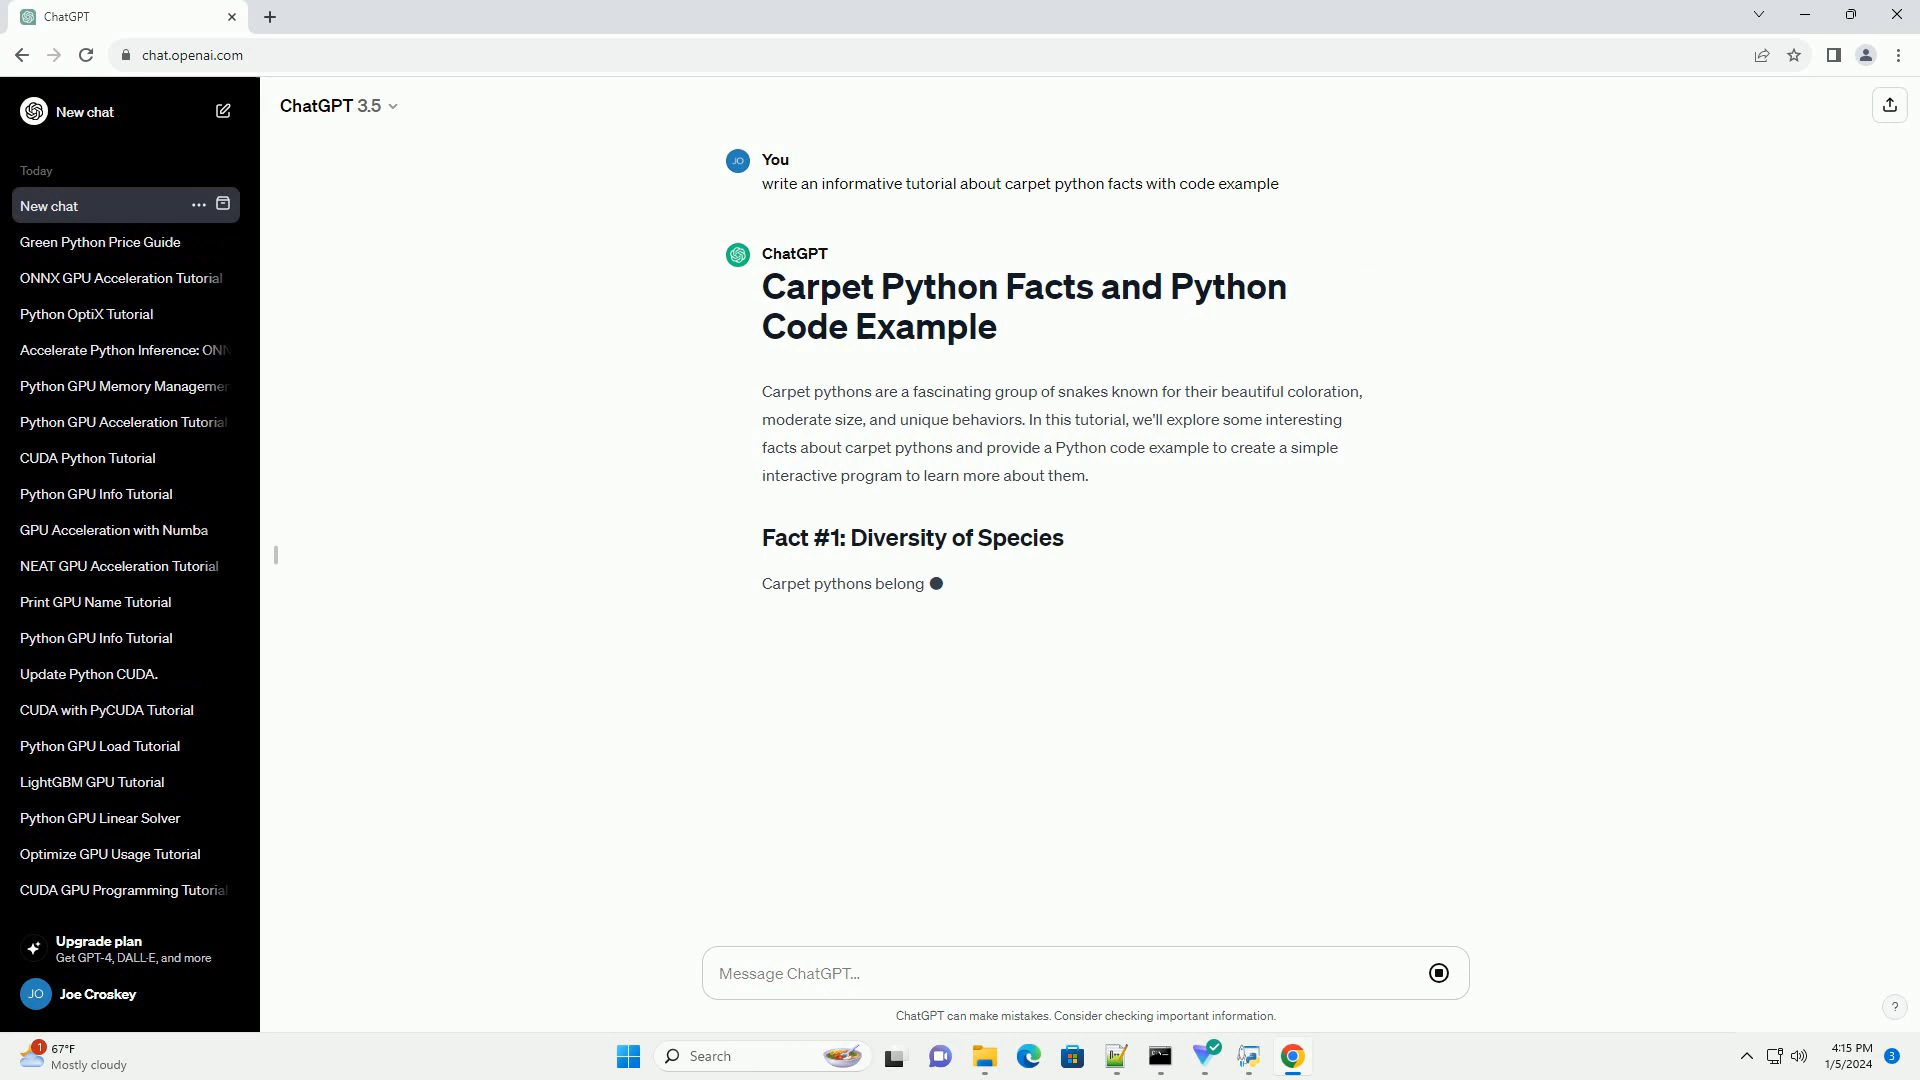 ChatGPT
chat.openai.com
New chat
Today
New chat
Green Python Price Guide
ONNX GPU Acceleration Tutorial
Python OptiX Tutorial
Accelerate Python Inference: ONN
Python GPU Memory Managemen
Python GPU Acceleration Tutorial
CUDA Python Tutorial
Python GPU Info Tutorial
GPU Acceleration with Numba
NEAT GPU Acceleration Tutorial
Print GPU Name Tutorial
Python GPU Info Tutorial
Update Python CUDA.
CUDA with PyCUDA Tutorial
Python GPU Load Tutorial
LightGBM GPU Tutorial
Python GPU Linear Solver
Optimize GPU Usage Tutorial
CUDA GPU Programming Tutorial
Upgrade plan
Get GPT-4, DALL·E, and more
JO Joe Croskey
ChatGPT 3.5
JO You
write an informative tutorial about carpet python facts with code example
ChatGPT
Carpet Python Facts and Python
Code Example
Carpet pythons are a fascinating group of snakes known for their beautiful coloration,
moderate size, and unique behaviors. In this tutorial, we'll explore some interesting
facts about carpet pythons and provide a Python code example to create a simple
interactive program to learn more about them.
Fact #1: Diversity of Species
Carpet pythons belong
Message ChatGPT...
ChatGPT can make mistakes. Consider checking important information.
?
1
67°F
Mostly cloudy
Search
4:15 PM
1/5/2024
3